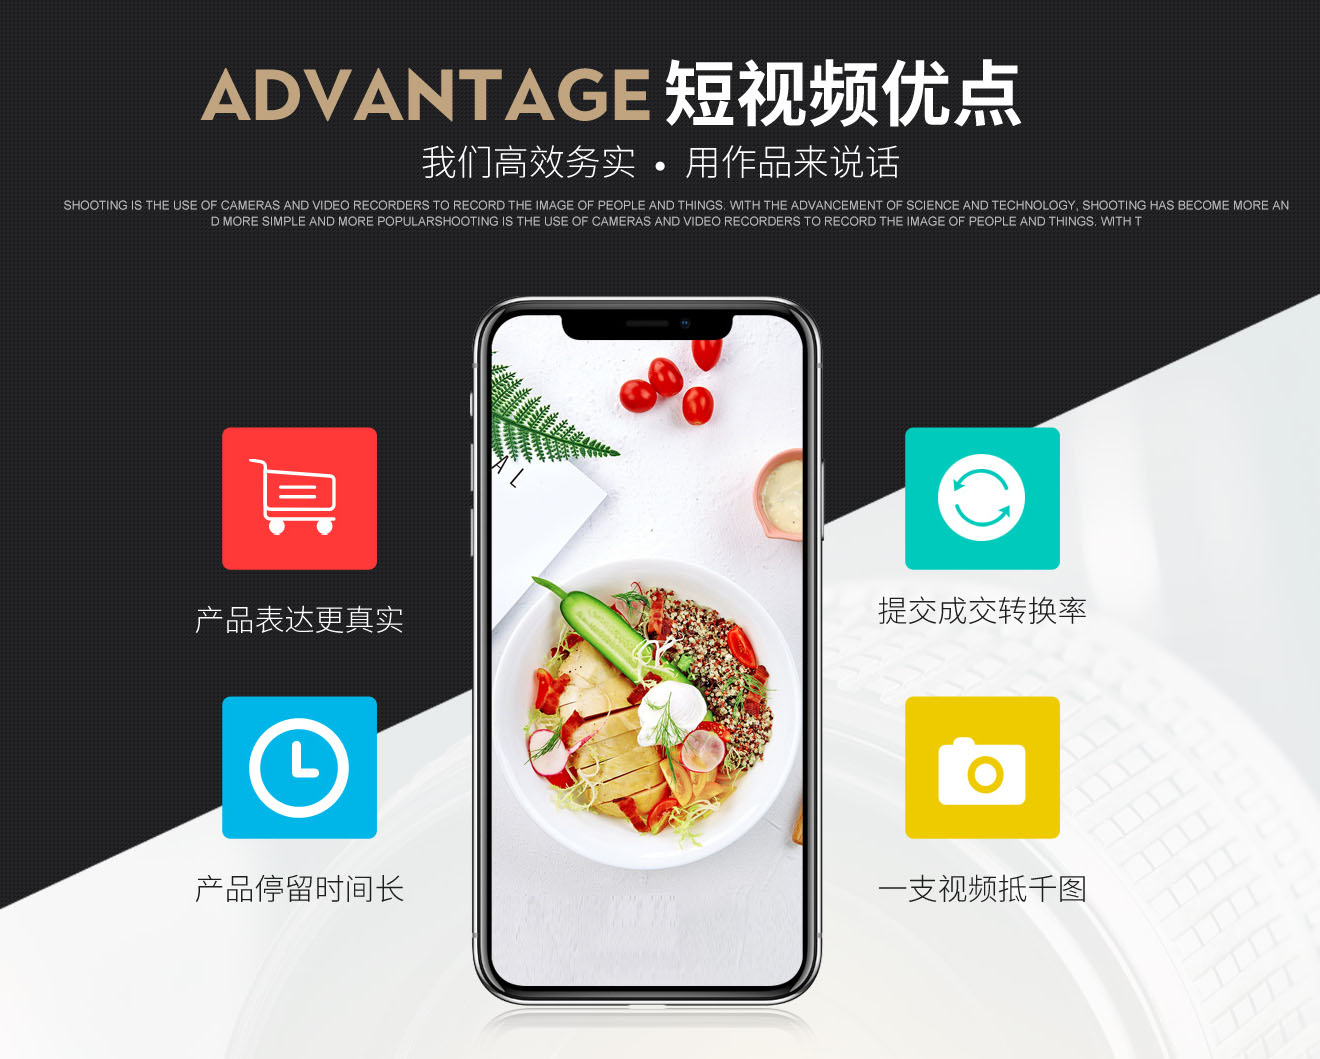 ADVANTAGE 短视频优点
我们高效务实 • 用作品来说话
SHOOTING IS THE USE OF CAMERAS AND VIDEO RECORDERS TO RECORD THE IMAGE OF PEOPLE AND THINGS. WITH THE ADVANCEMENT OF SCIENCE AND TECHNOLOGY, SHOOTING HAS BECOME MORE AN
D MORE SIMPLE AND MORE POPULARSHOOTING IS THE USE OF CAMERAS AND VIDEO RECORDERS TO RECORD THE IMAGE OF PEOPLE AND THINGS. WITH T
AL
产品表达更真实
提交成交转换率
产品停留时间长
一支视频抵千图